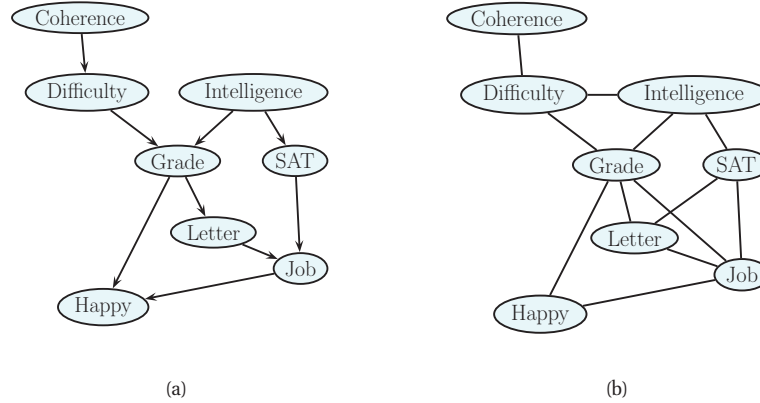 Coherence
Difficulty
Intelligence
Grade
SAT
Letter
Job
Happy
(a)
Coherence
Difficulty
Intelligence
Grade
SAT
Letter
Job
Happy
(b)